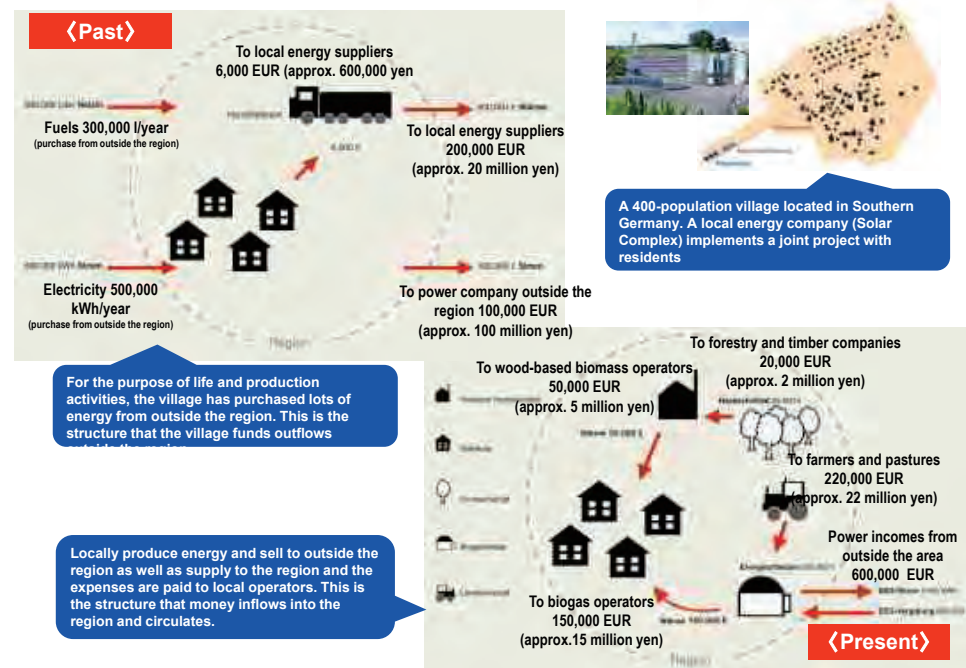 《Past》
To local energy suppliers
6,000 EUR (approx. 600,000 yen
Fuels 300,000 l/year
(purchase from outside the region)
To local energy suppliers
200,000 EUR
(approx. 20 million yen)
6,000 €
Electricity 500,000
kWh/year
(purchase from outside the region)
To power company outside the
region 100,000 EUR
(approx. 100 million yen)
Region
A 400-population village located in Southern
Germany. A local energy company (Solar
Complex) implements a joint project with
residents
For the purpose of life and production
activities, the village has purchased lots of
energy from outside the region. This is the
structure that the village funds outflows
outside the region
To forestry and timber companies
20,000 EUR
(approx. 2 million yen)
To wood-based biomass operators
50,000 EUR
(approx. 5 million yen)
To farmers and pastures
220,000 EUR
(approx. 22 million yen)
Power incomes from
outside the area
600,000 EUR
Locally produce energy and sell to outside the
region as well as supply to the region and the
expenses are paid to local operators. This is
the structure that money inflows into the
region and circulates.
To biogas operators
150,000 EUR
(approx.15 million yen)
Region
《Present》